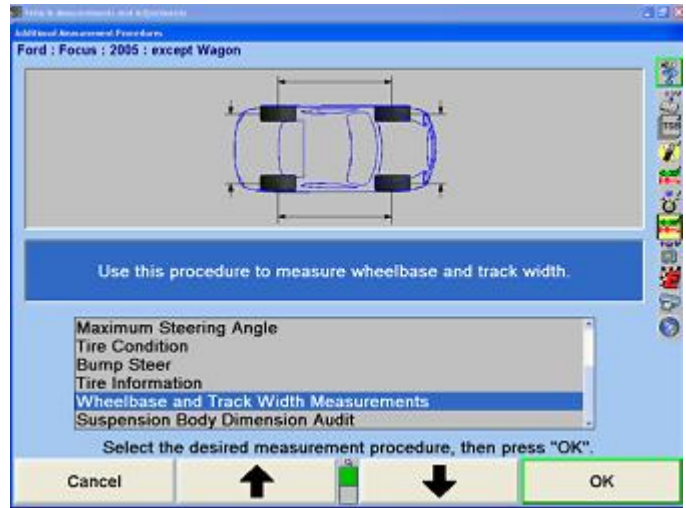 Additional Measurement Procedures
Ford : Focus : 2005 : except Wagon
TSB
Use this procedure to measure wheelbase and track width.
Maximum Steering Angle
Tire Condition
Bump Steer
Tire Information
Wheelbase and Track Width Measurements
Suspension Body Dimension Audit
Select the desired measurement procedure, then press "OK".
Cancel
OK